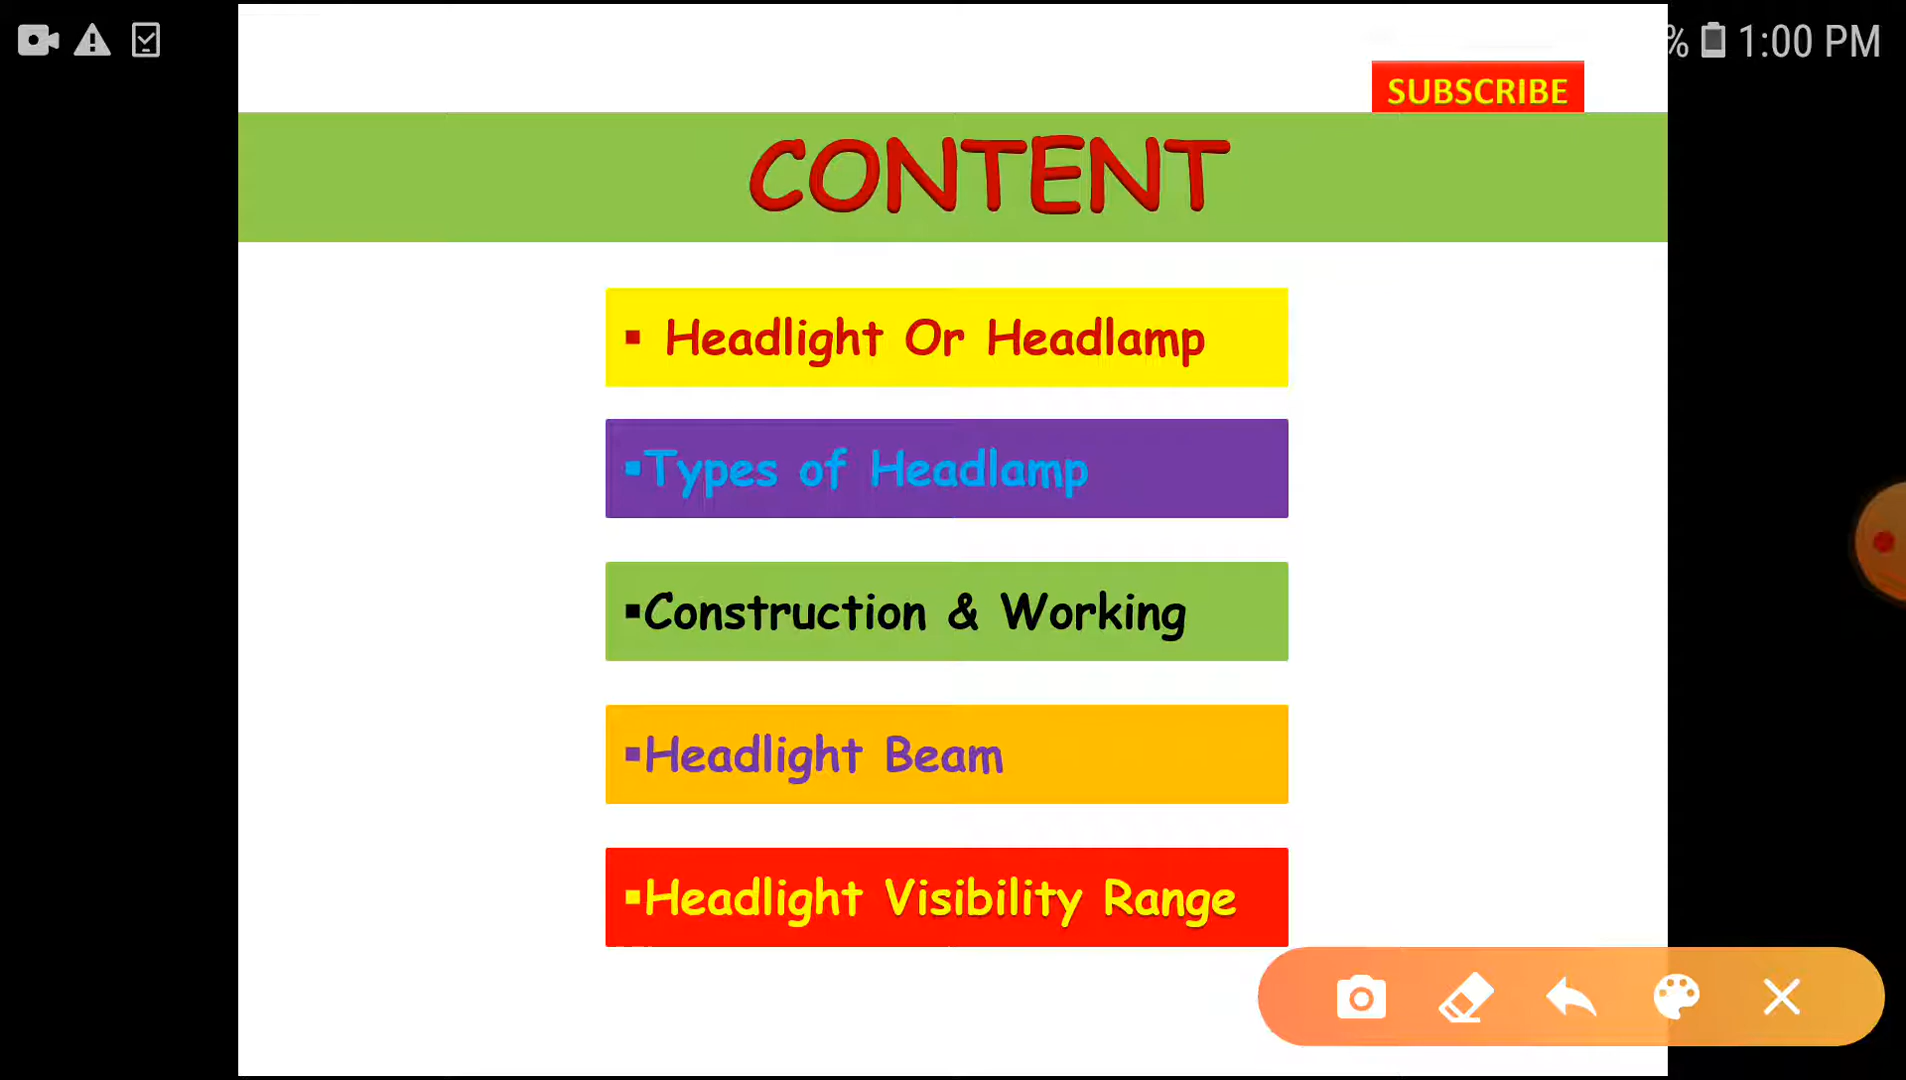 % 1:00 PM
SUBSCRIBE
CONTENT
▪ Headlight Or Headlamp
▪Types of Headlamp
▪Construction & Working
▪Headlight Beam
▪Headlight Visibility Range